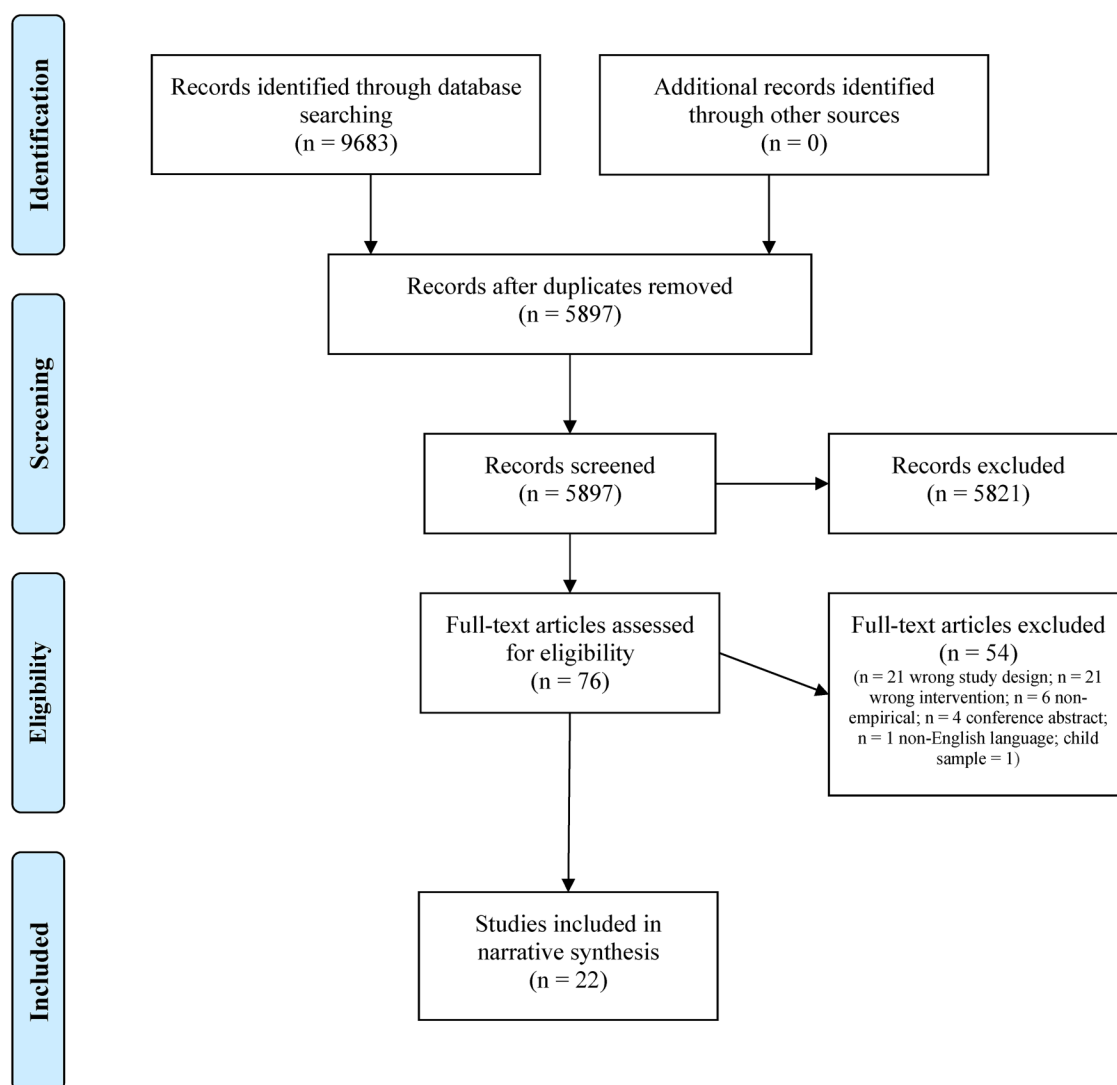 Identification
Records identified through database
searching
(n = 9683)
Additional records identified
through other sources
(n = 0)
Records after duplicates removed
(n = 5897)
Screening
Records screened
(n = 5897)
Records excluded
(n = 5821)
Eligibility
Full-text articles assessed
for eligibility
(n = 76)
Full-text articles excluded
(n = 54)
(n = 21 wrong study design; n = 21
wrong intervention; n = 6 non-
empirical; n = 4 conference abstract;
n = 1 non-English language; child
sample = 1)
Included
Studies included in
narrative synthesis
(n = 22)